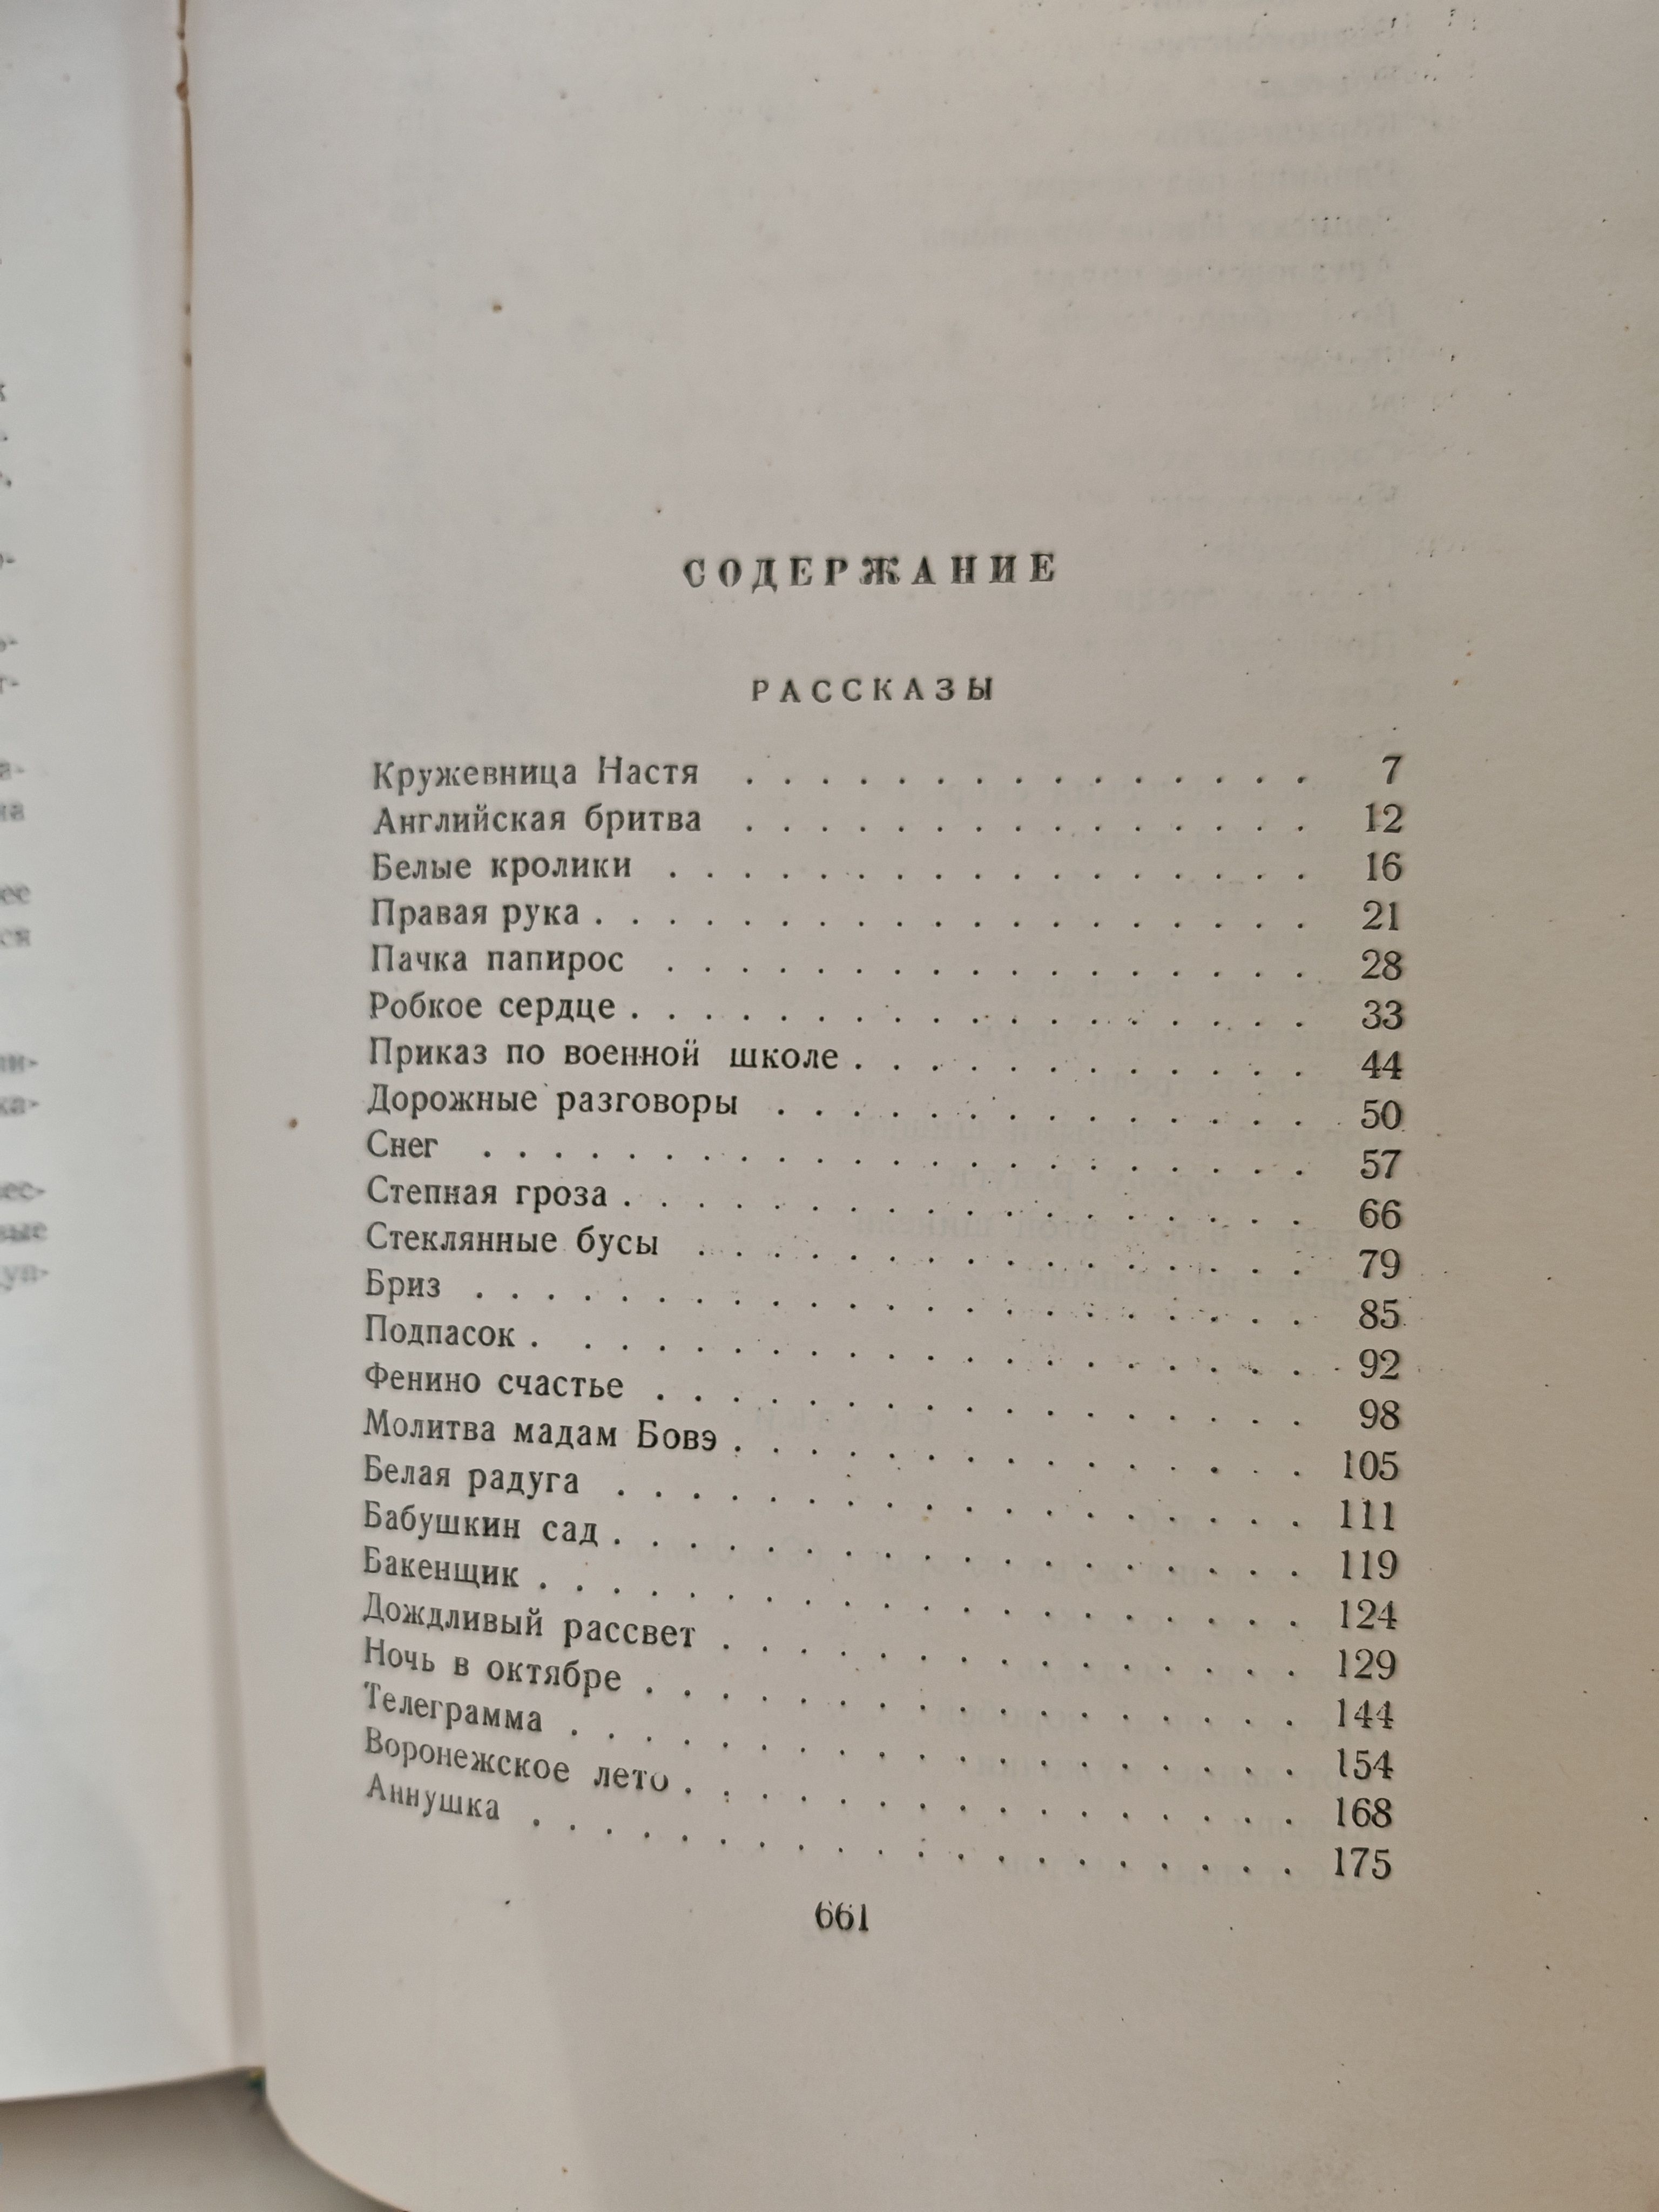 СОДЕРЖАНИЕ
РАССКАЗЫ
Кружевница Настя . . . . . . . . . . . . . . . 7
Английская бритва . . . . . . . . . . . . . . . 12
Белые кролики . . . . . . . . . . . . . . . . . 16
Правая рука . . . . . . . . . . . . . . . . . . . 21
Пачка папирос . . . . . . . . . . . . . . . . . 28
Робкое сердце . . . . . . . . . . . . . . . . . . 33
Приказ по военной школе . . . . . . . . . . . . 44
Дорожные разговоры . . . . . . . . . . . . . . . 50
Снег . . . . . . . . . . . . . . . . . . . . . . 57
Степная гроза . . . . . . . . . . . . . . . . . . 66
Стеклянные бусы . . . . . . . . . . . . . . . . 79
Бриз . . . . . . . . . . . . . . . . . . . . . . 85
Подпасок . . . . . . . . . . . . . . . . . . . . 92
Фенино счастье . . . . . . . . . . . . . . . . . 98
Молитва мадам Бовэ . . . . . . . . . . . . . . . 105
Белая радуга . . . . . . . . . . . . . . . . . . 111
Бабушкин сад . . . . . . . . . . . . . . . . . . 119
Бакенщик . . . . . . . . . . . . . . . . . . . . 124
Дождливый рассвет . . . . . . . . . . . . . . . 129
Ночь в октябре . . . . . . . . . . . . . . . . . 144
Телеграмма . . . . . . . . . . . . . . . . . . . 154
Воронежское лето . . . . . . . . . . . . . . . . 168
Аннушка . . . . . . . . . . . . . . . . . . . . 175
661